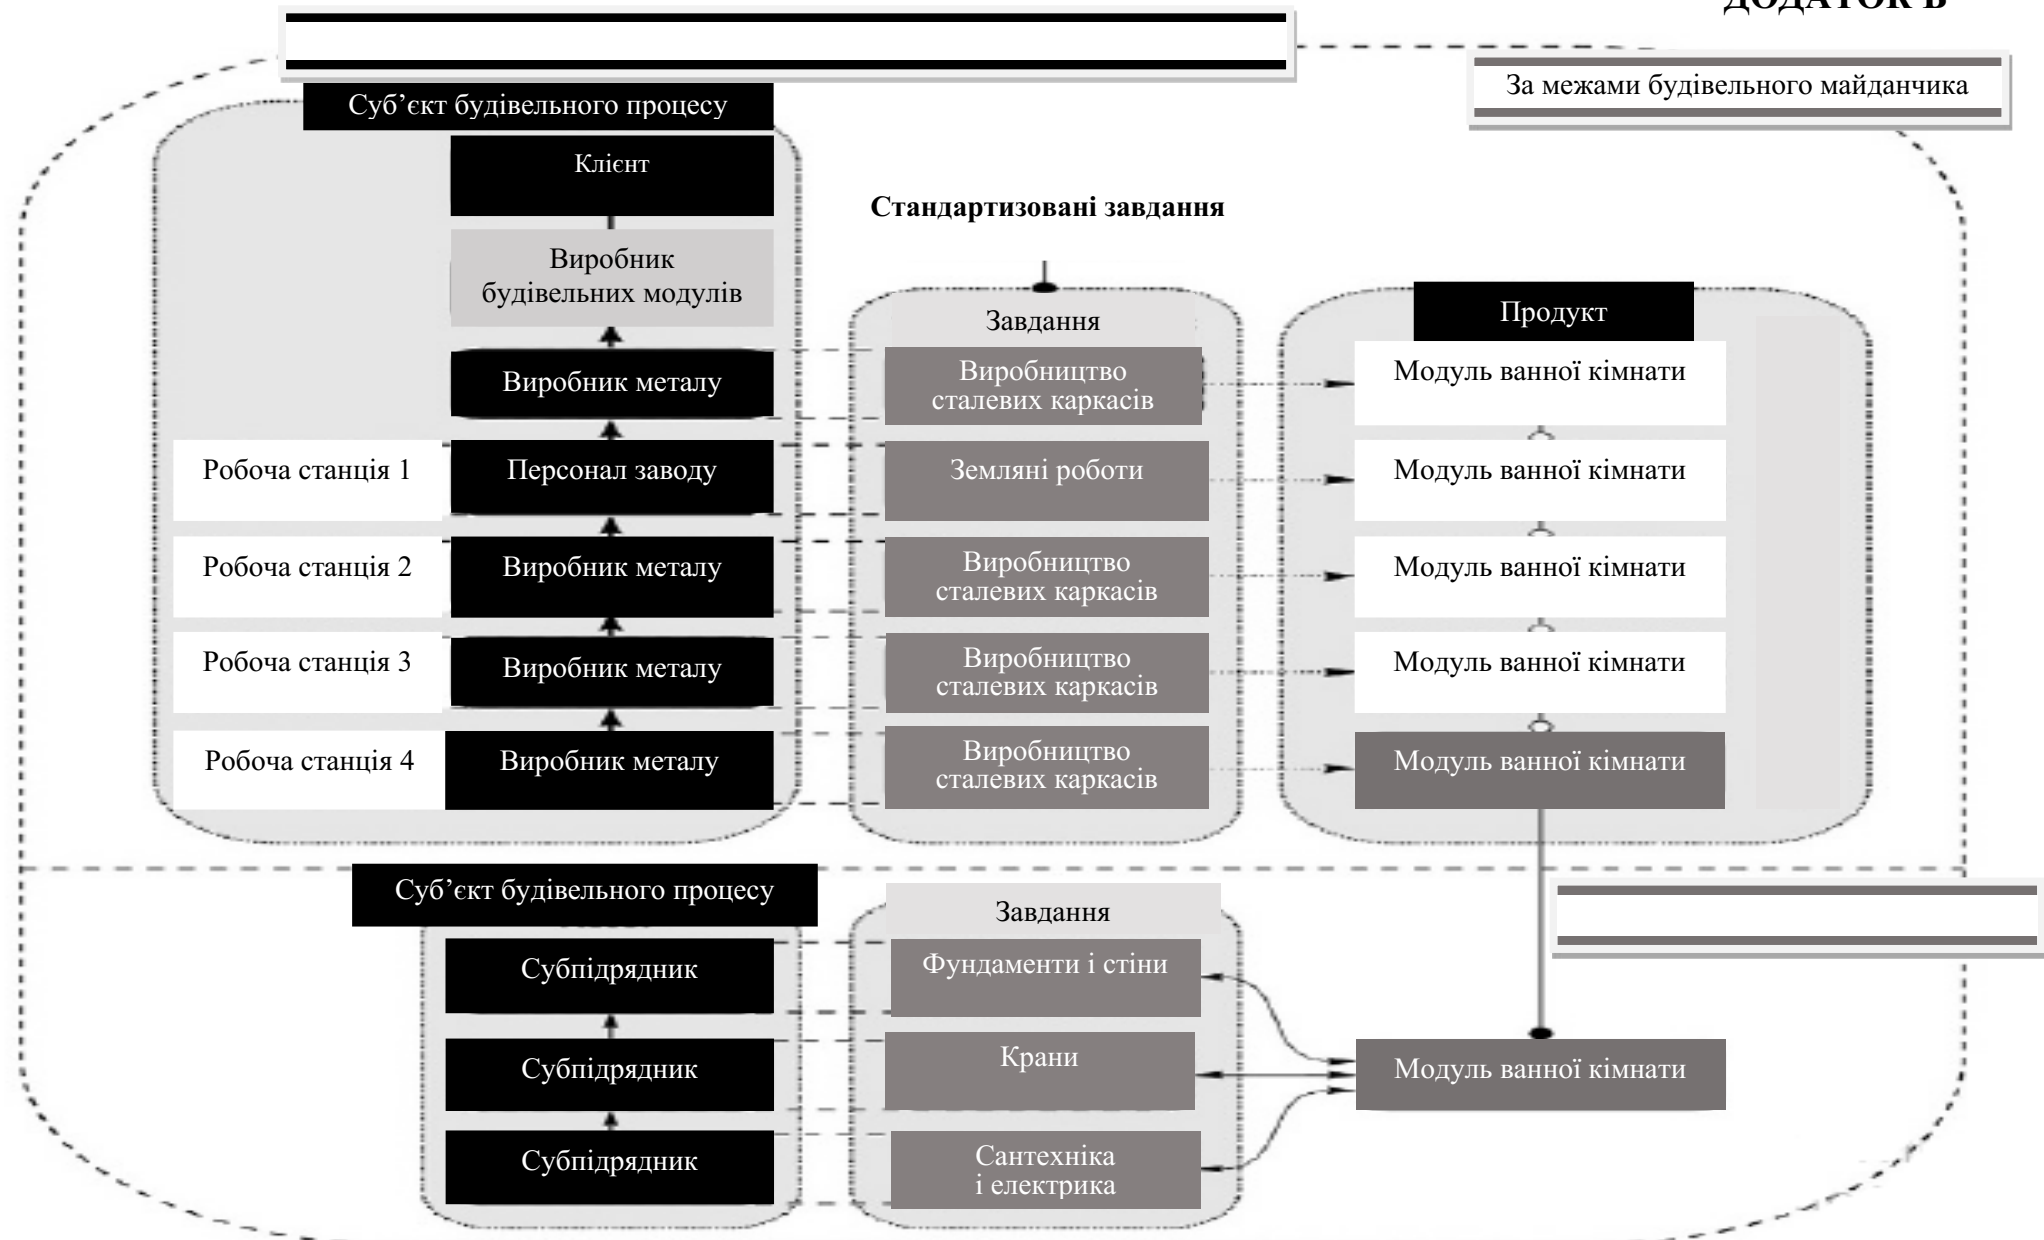 ДОДАТОК Б
За межами будівельного майданчика
Суб’єкт будівельного процесу
Клієнт
Стандартизовані завдання
Виробник
будівельних модулів
Завдання
Продукт
Виробник металу
Виробництво
сталевих каркасів
Модуль ванної кімнати
Робоча станція 1
Персонал заводу
Земляні роботи
Модуль ванної кімнати
Робоча станція 2
Виробник металу
Виробництво
сталевих каркасів
Модуль ванної кімнати
Робоча станція 3
Виробник металу
Виробництво
сталевих каркасів
Модуль ванної кімнати
Робоча станція 4
Виробник металу
Виробництво
сталевих каркасів
Модуль ванної кімнати
Суб’єкт будівельного процесу
Завдання
Субпідрядник
Фундаменти і стіни
Субпідрядник
Крани
Модуль ванної кімнати
Субпідрядник
Сантехніка
і електрика